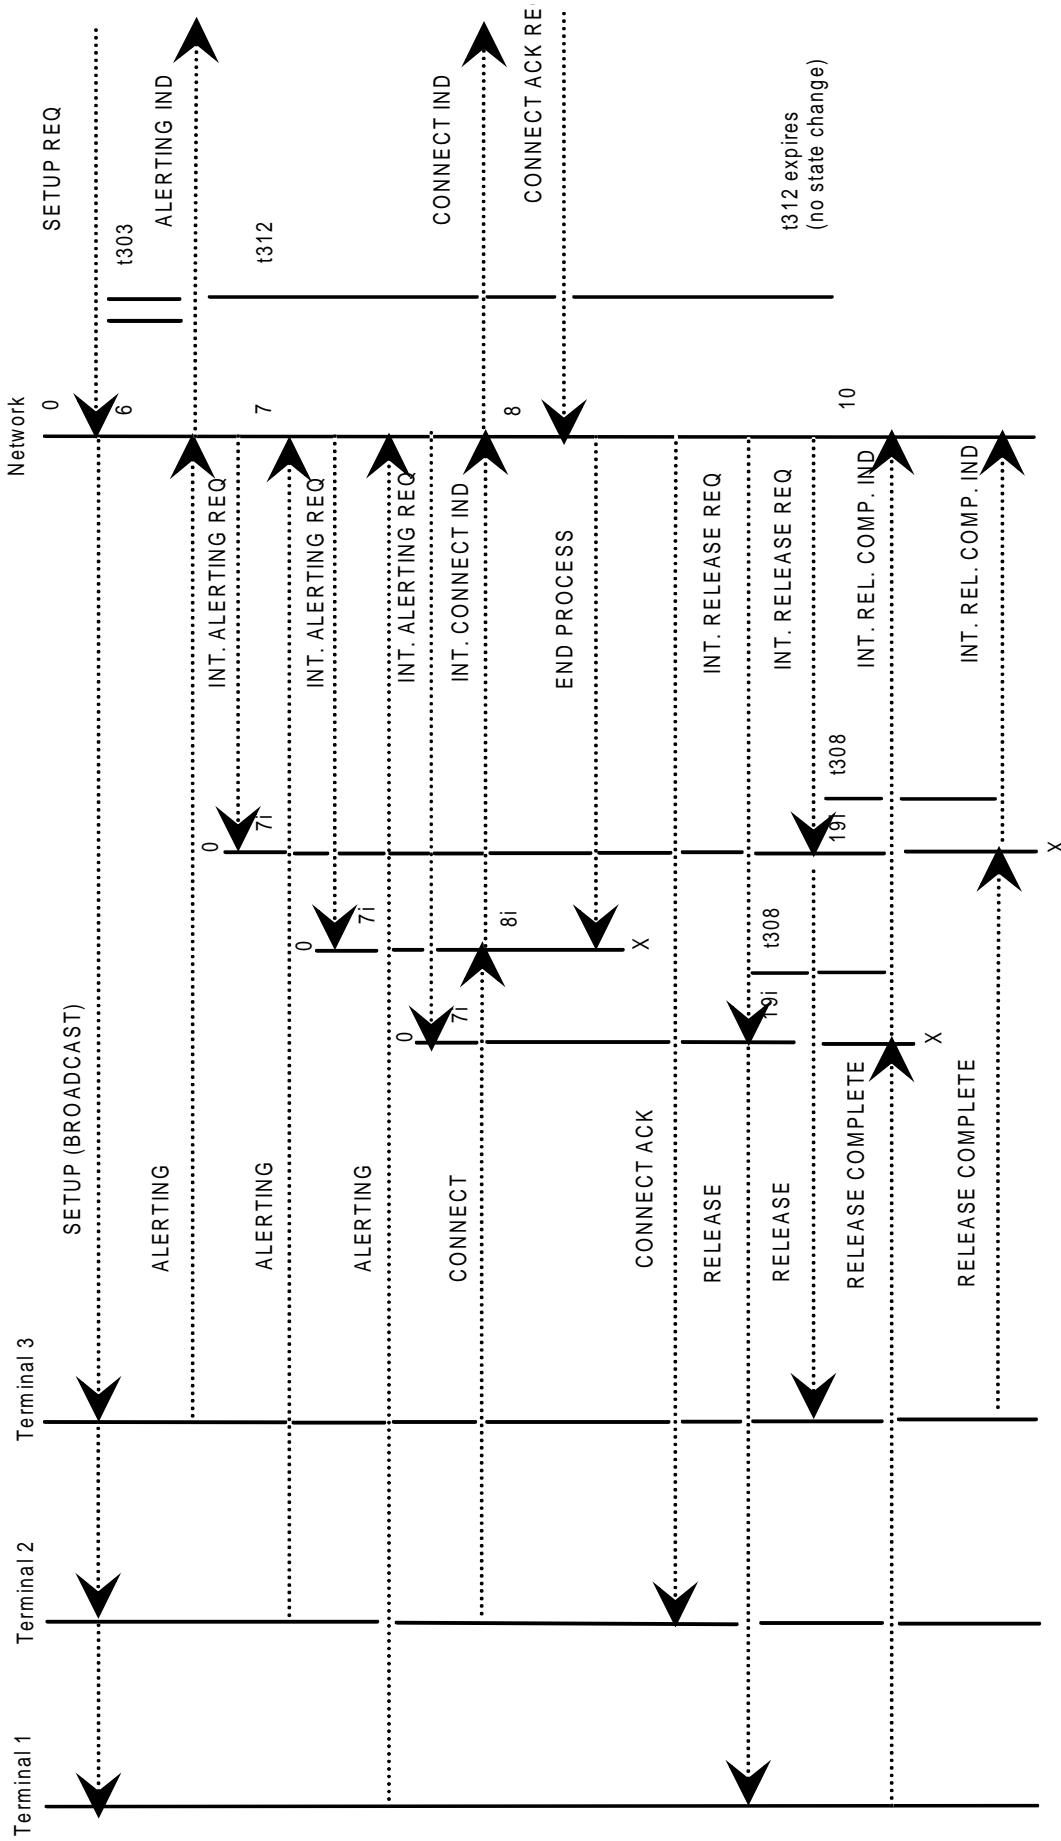 Terminal 1
Terminal 2
Terminal 3
Network
0
SETUP REQ
SETUP (BROADCAST)
6
t303
ALERTING IND
ALERTING
INT. ALERTING REQ
0
7i
7
t312
ALERTING
INT. ALERTING REQ
0
7i
ALERTING
INT. ALERTING REQ
0
7i
CONNECT IND
CONNECT
INT. CONNECT IND
8i
8
CONNECT ACK RE
END PROCESS
X
CONNECT ACK
RELEASE
INT. RELEASE REQ
19i
t308
RELEASE
INT. RELEASE REQ
19i
t308
t312 expires
(no state change)
10
RELEASE COMPLETE
INT. REL. COMP. IND
X
RELEASE COMPLETE
INT. REL. COMP. IND
X